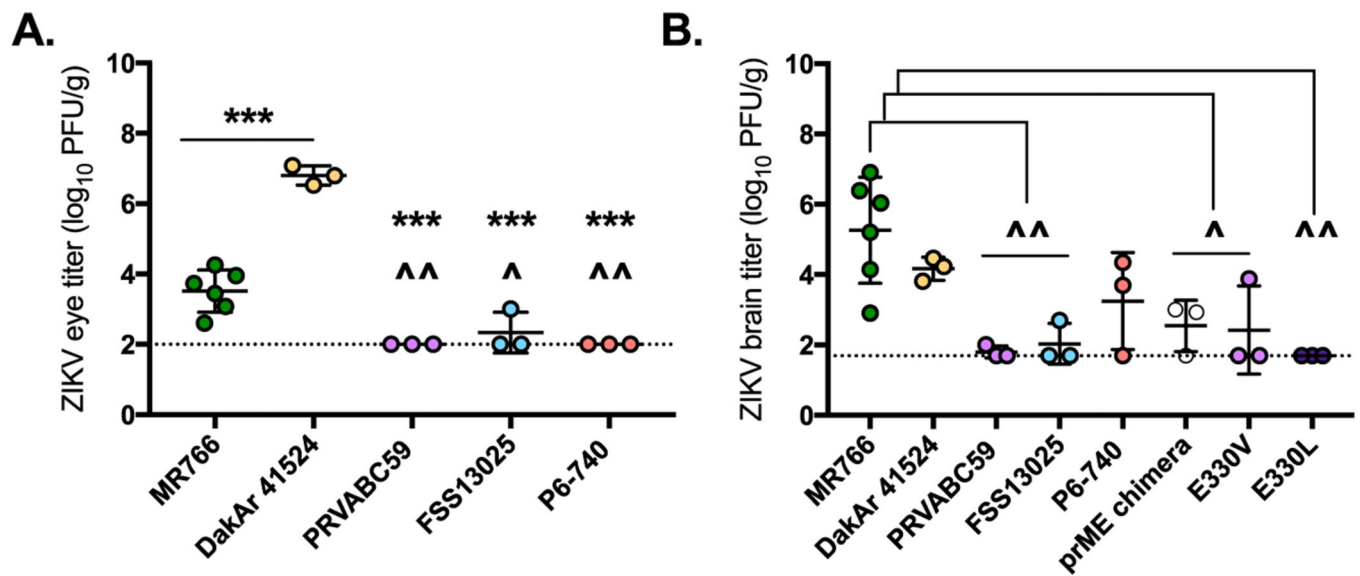 A.
ZIKV eye titer (log10 PFU/g)
10
8
6
4
2
0
***
*** *** ***
^^ ^ ^^
MR766
DakAr 41524
PRVABC59
FSS13025
P6-740
B.
ZIKV brain titer (log10 PFU/g)
10
8
6
4
2
0
^^ ^ ^^
MR766
DakAr 41524
PRVABC59
FSS13025
P6-740
prME chimera
E330V
E330L